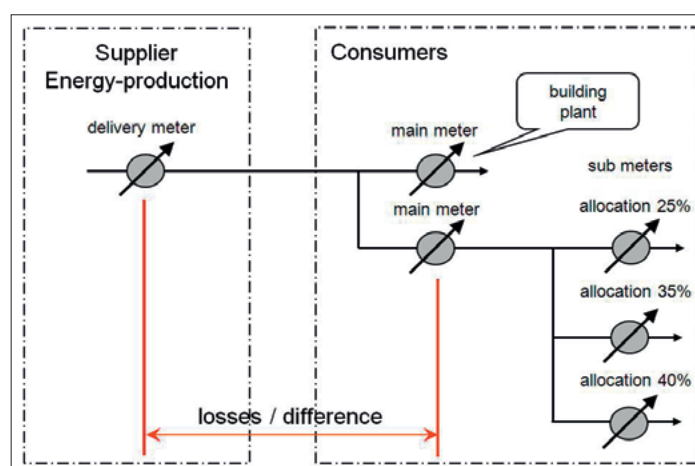 Supplier
Energy-production
Consumers
delivery meter
main meter
building
plant
sub meters
main meter
allocation 25%
allocation 35%
allocation 40%
losses / difference